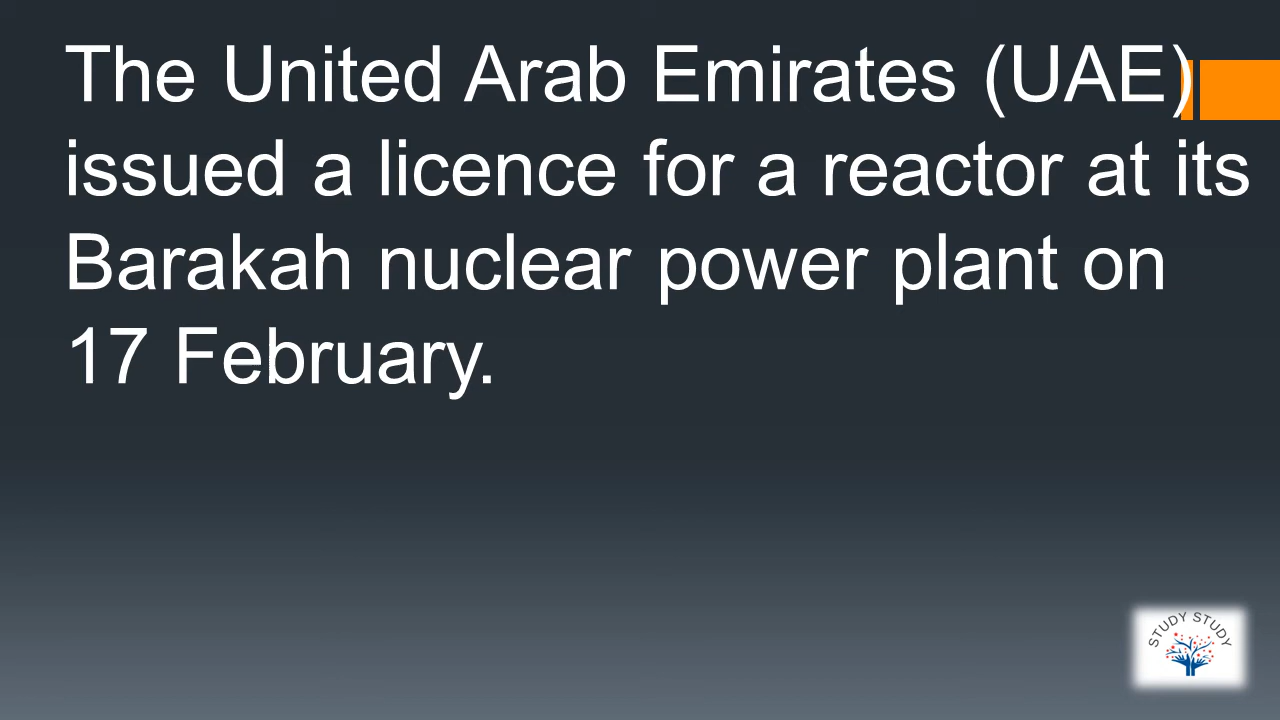 The United Arab Emirates (UAE)
issued a licence for a reactor at its
Barakah nuclear power plant on
17 February.
STUDY STUDY